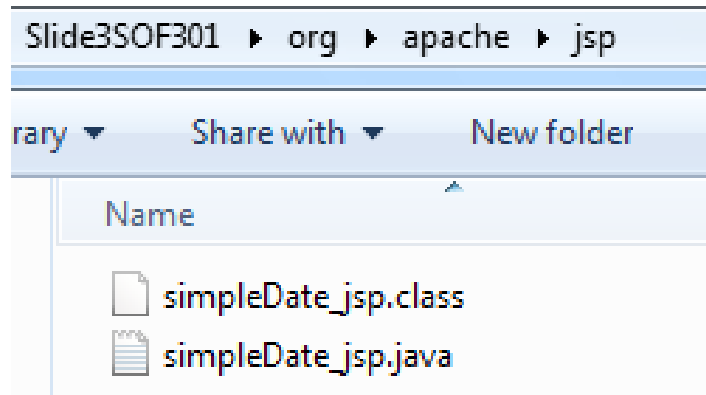 Slide3SOF301 ▸ org ▸ apache ▸ jsp
rary ▾ Share with ▾ New folder
Name
simpleDate_jsp.class
simpleDate_jsp.java